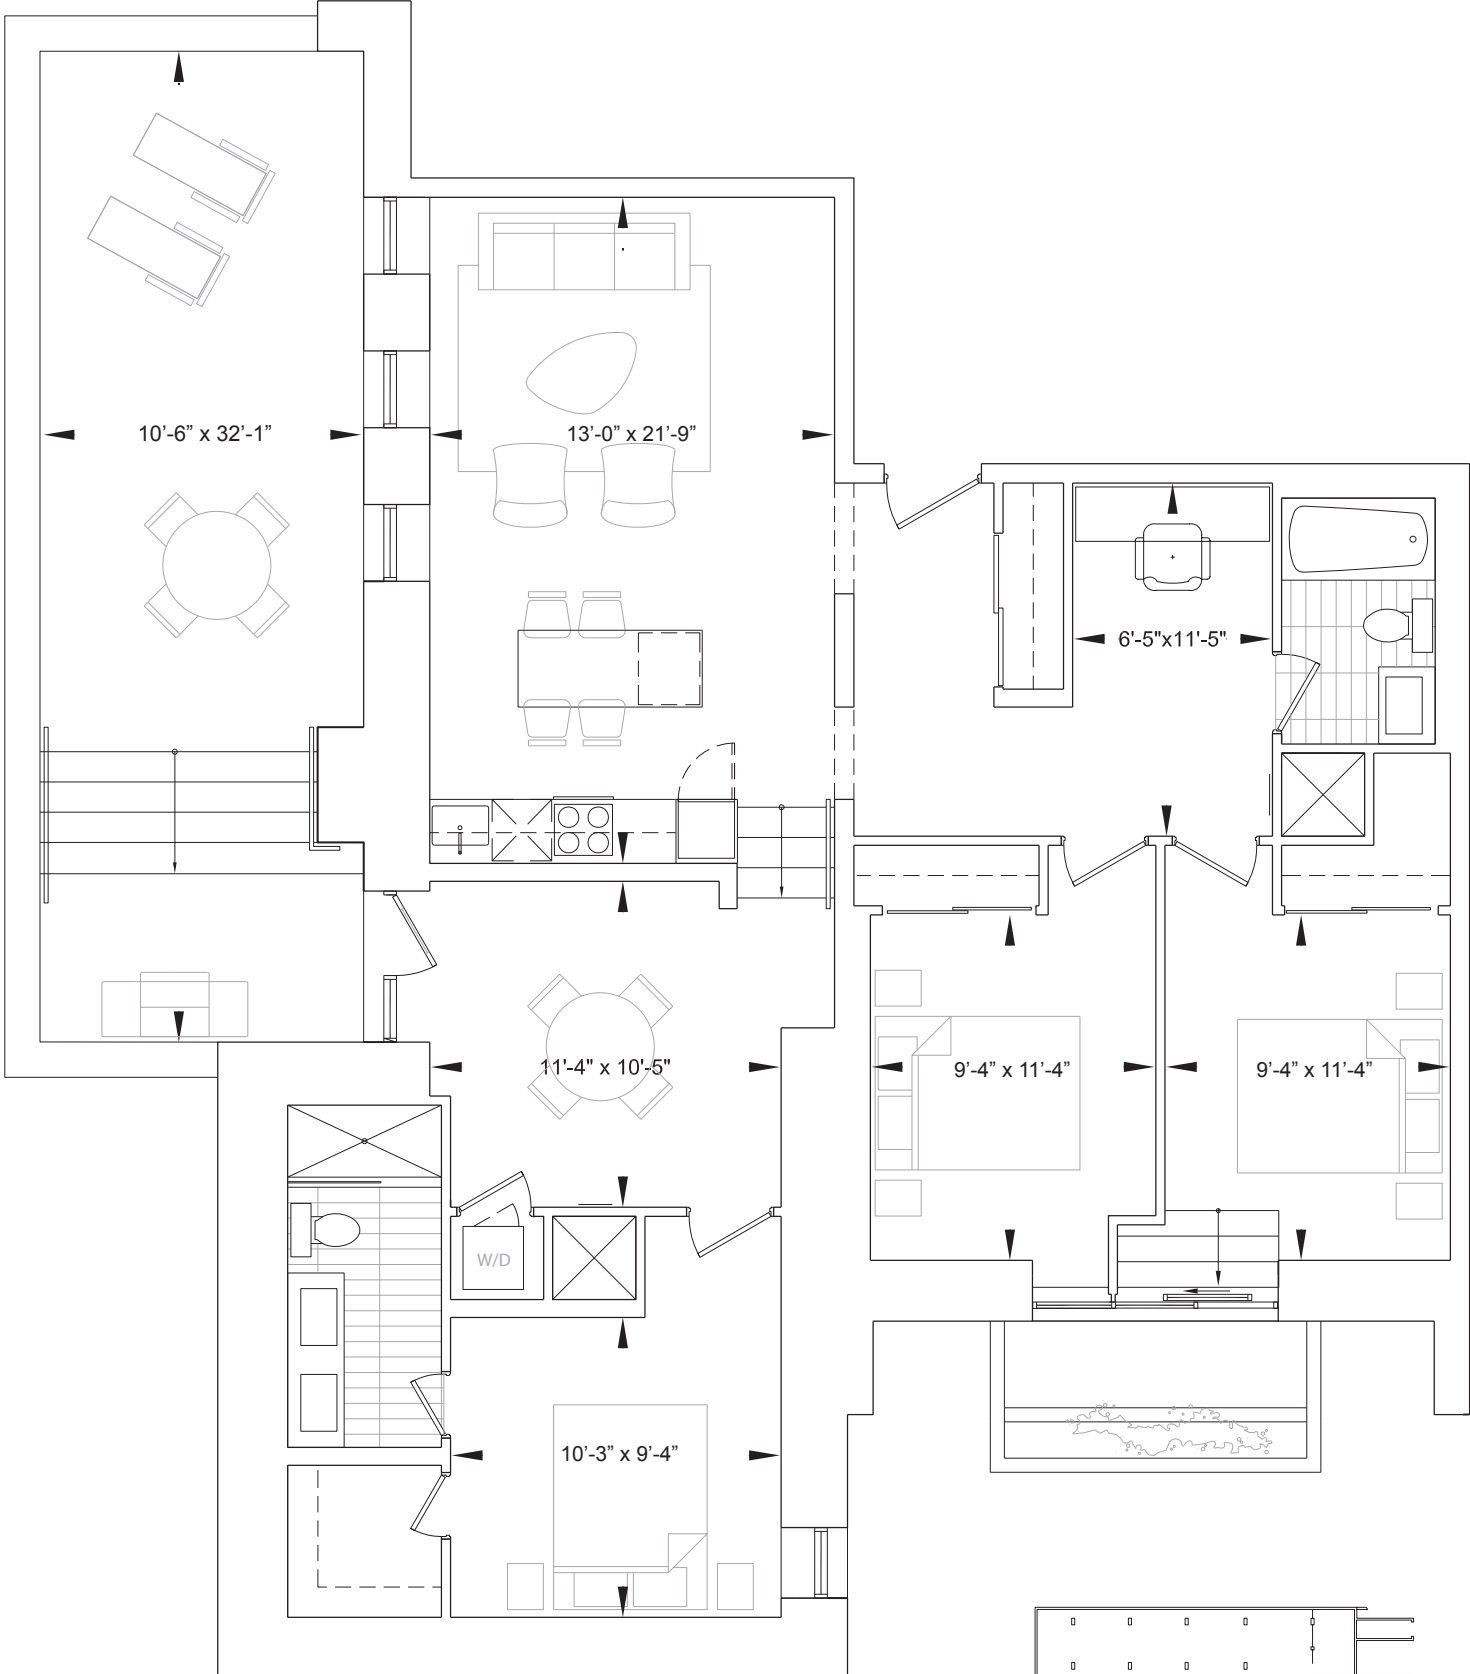 10’-6” x 32’-1”
13’-0” x 21’-9”
6'-5"x11'-5"
11'-4" x 10'-5"
9’-4” x 11’-4”
9’-4” x 11’-4”
W/D
10’-3” x 9’-4”